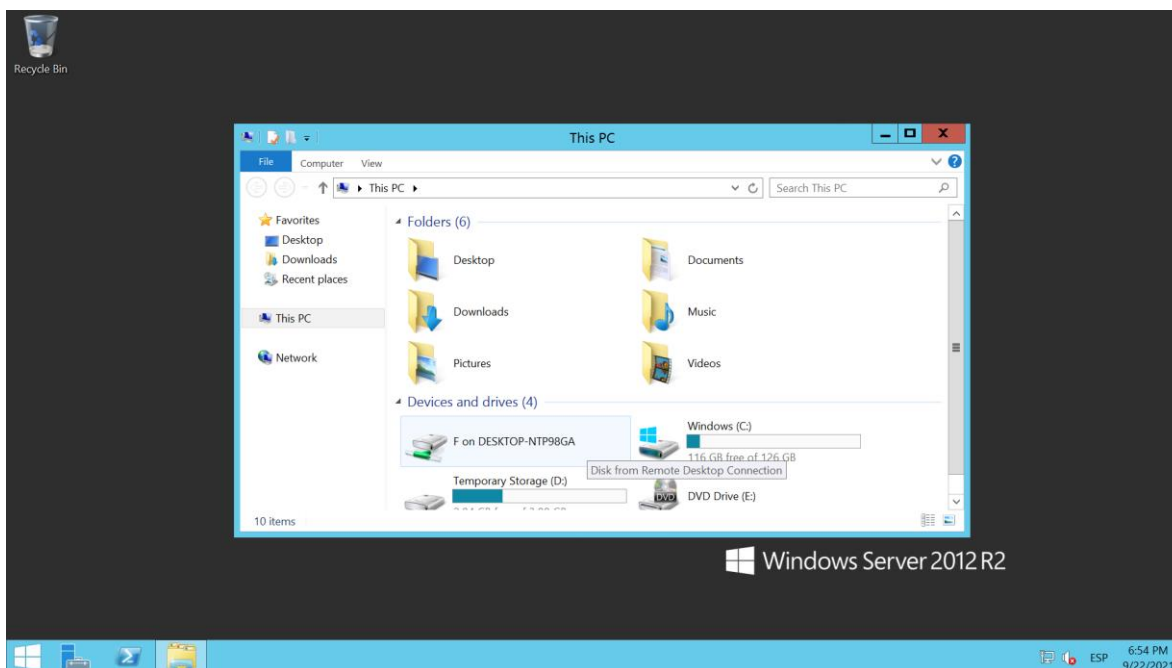 Recycle Bin
This PC
File Computer View
This PC
Search This PC
Favorites
Desktop
Downloads
Recent places
This PC
Network
Folders (6)
Desktop
Documents
Downloads
Music
Pictures
Videos
Devices and drives (4)
F on DESKTOP-NTP98GA
Windows (C:)
116 GB free of 126 GB
Disk from Remote Desktop Connection
Temporary Storage (D:)
DVD
DVD Drive (E:)
10 items
Windows Server 2012 R2
ESP
6:54 PM
9/22/2021